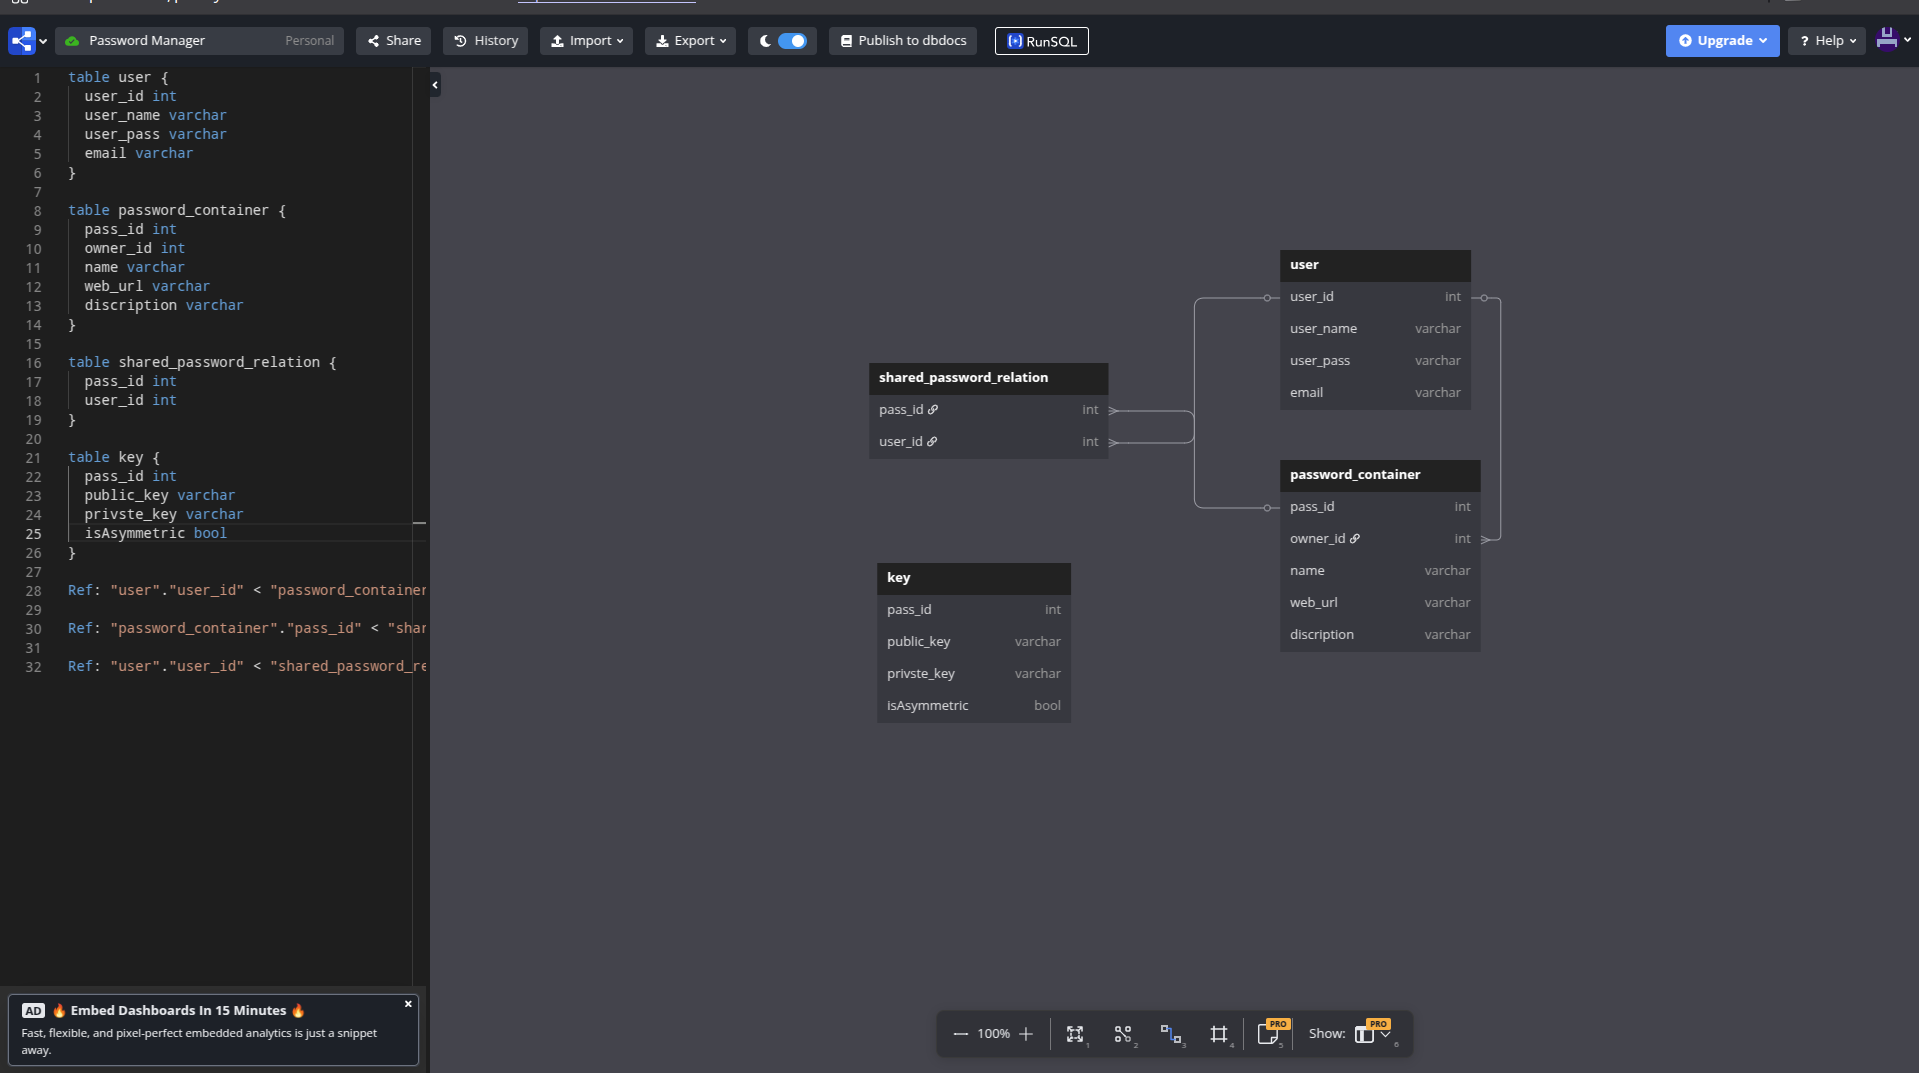 Password Manager Personal Share History Import Export Publish to dbdocs RunSQL Upgrade ? Help
1 table user {
2 user_id int
3 user_name varchar
4 user_pass varchar
5 email varchar
6 }
7
8 table password_container {
9 pass_id int
10 owner_id int
11 name varchar
12 web_url varchar
13 discription varchar
14 }
15
16 table shared_password_relation {
17 pass_id int
18 user_id int
19 }
20
21 table key {
22 pass_id int
23 public_key varchar
24 privste_key varchar
25 isAsymmetric bool
26 }
27
28 Ref: "user"."user_id" < "password_container
29
30 Ref: "password_container"."pass_id" < "shar
31
32 Ref: "user"."user_id" < "shared_password_re
AD 🔥 Embed Dashboards In 15 Minutes 🔥
Fast, flexible, and pixel-perfect embedded analytics is just a snippet
away.
user
user_id int
user_name varchar
user_pass varchar
email varchar
shared_password_relation
pass_id int
user_id int
password_container
pass_id int
owner_id int
name varchar
web_url varchar
discription varchar
key
pass_id int
public_key varchar
privste_key varchar
isAsymmetric bool
100% 1 2 3 4 PRO 5 Show: PRO 6